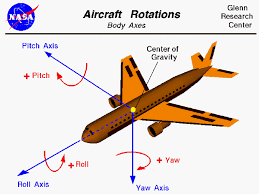 NASA
Aircraft Rotations
Body Axes
Glenn
Research
Center
Pitch Axis
+ Pitch
Center of
Gravity
+ Roll
Roll Axis
+ Yaw
Yaw Axis